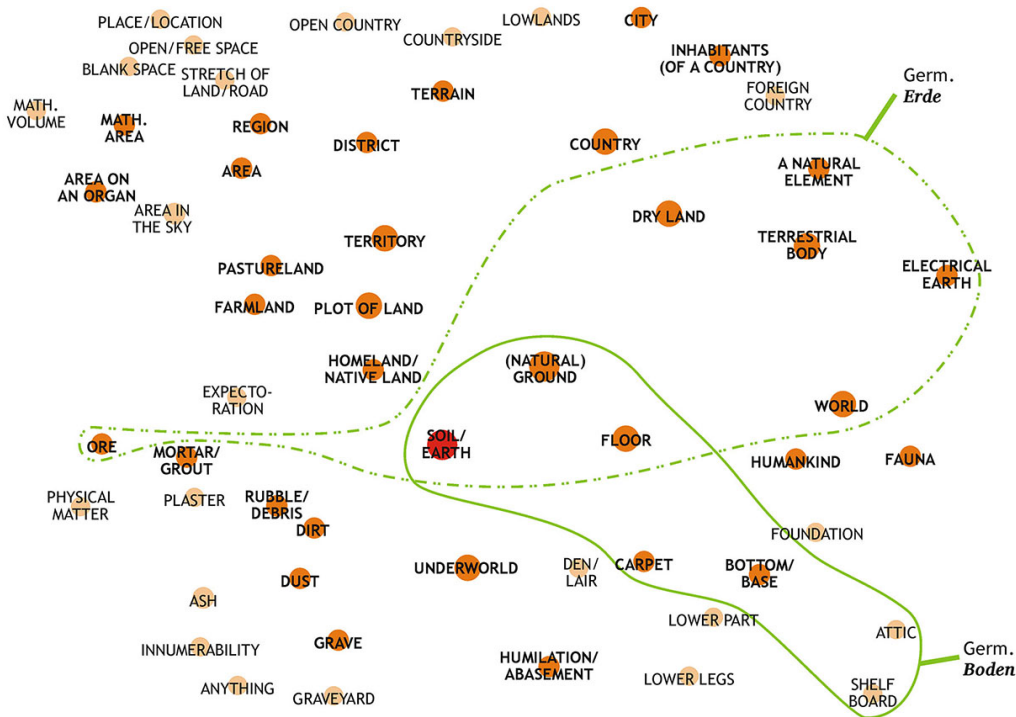 PLACE/LOCATION
OPEN COUNTRY
LOWLANDS
CITY
COUNTRYSIDE
OPEN/FREE SPACE
INHABITANTS
(OF A COUNTRY)
BLANK SPACE
STRETCH OF
LAND/ROAD
Germ.
Erde
TERRAIN
FOREIGN
COUNTRY
MATH.
VOLUME
MATH.
AREA
REGION
DISTRICT
COUNTRY
AREA
A NATURAL
ELEMENT
AREA ON
AN ORGAN
AREA IN
THE SKY
DRY LAND
TERRITORY
TERRESTRIAL
BODY
PASTURELAND
ELECTRICAL
EARTH
FARMLAND
PLOT OF LAND
HOMELAND/
NATIVE LAND
(NATURAL)
GROUND
EXPECTO-
RATION
WORLD
ORE
SOIL/
EARTH
FLOOR
MORTAR/
GROUT
HUMANKIND
FAUNA
PHYSICAL
MATTER
PLASTER
RUBBLE/
DEBRIS
DIRT
FOUNDATION
UNDERWORLD
DEN/
LAIR
CARPET
BOTTOM/
BASE
DUST
ASH
LOWER PART
ATTIC
INNUMERABILITY
GRAVE
Germ.
Boden
HUMILATION/
ABASEMENT
LOWER LEGS
ANYTHING
GRAVEYARD
SHELF
BOARD